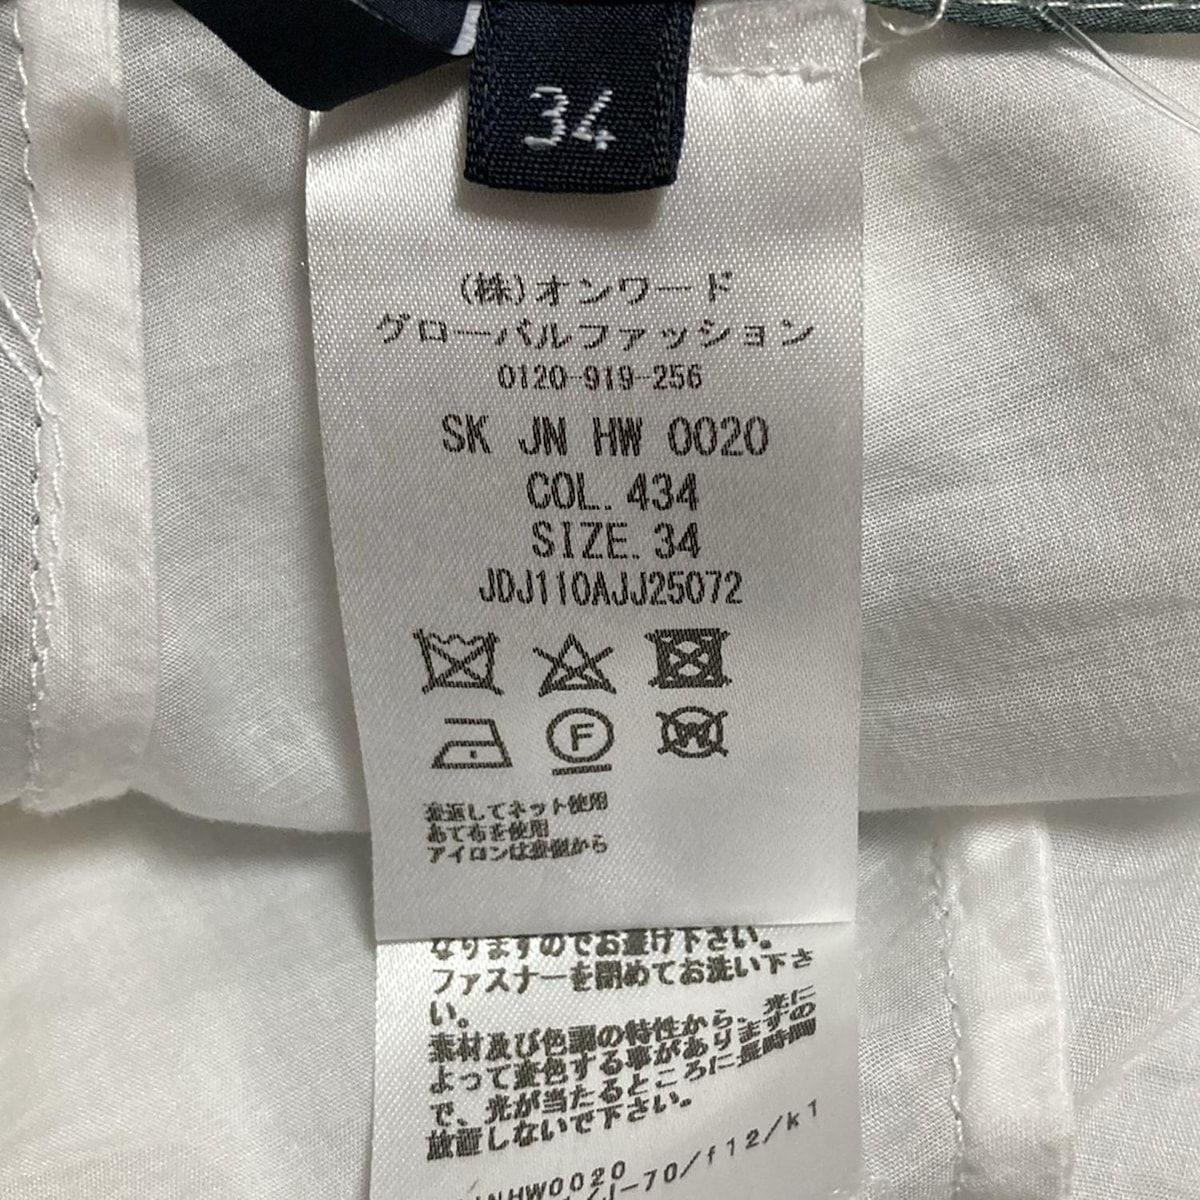 34
(株)オンワード
グローバルファッション
0120-919-256
SK JN HW 0020
COL. 434
SIZE. 34
JDJ110AJJ25072
F
W
裏返してネット使用
あて布を使用
アイロンは裏側から
なりますのでお避け下さい。
ファスナーを閉めてお洗い下さ
い。
素材及び色調の特性から、光に
よって変色する事がありますの
で、光が当たるところに長時間
放置しないで下さい。
NHW0020
J-70/f12/k1